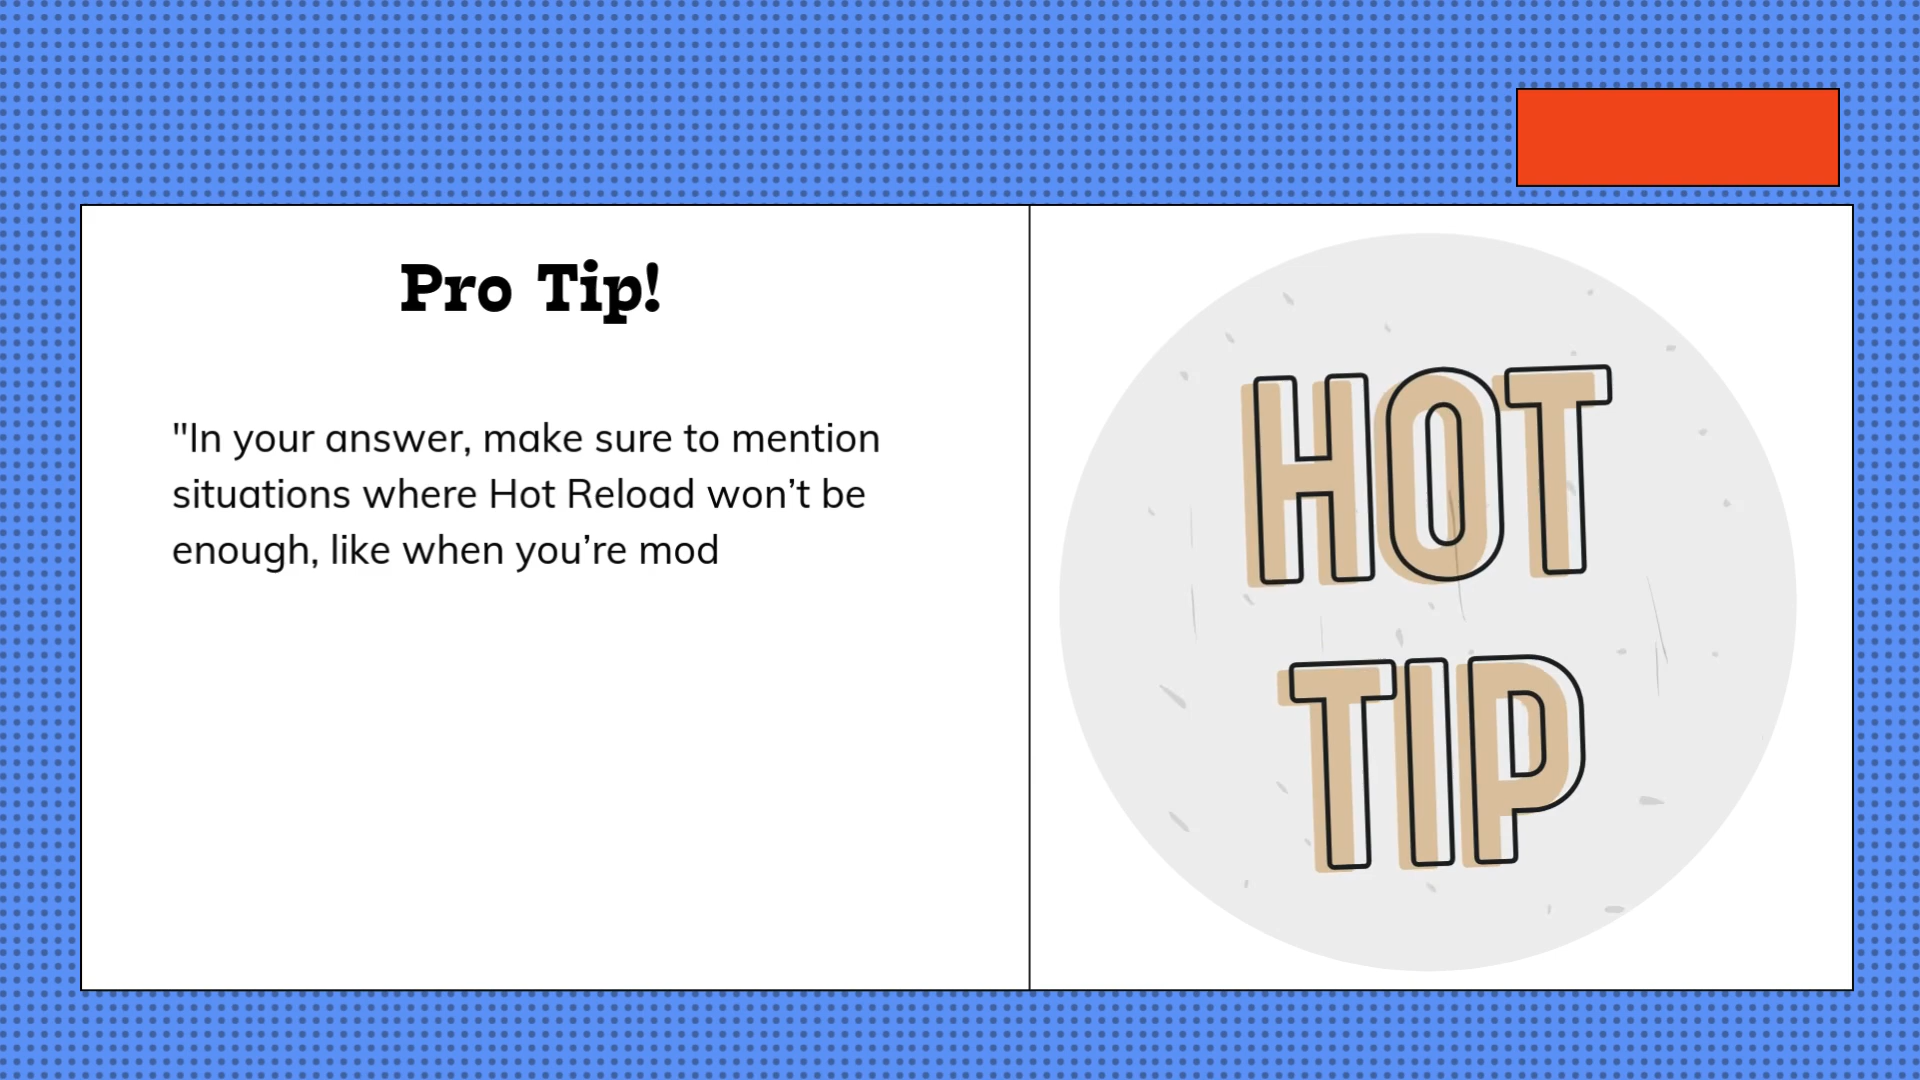 Pro Tip!
"In your answer, make sure to mention
situations where Hot Reload won’t be
enough, like when you’re mod
HOT
TIP